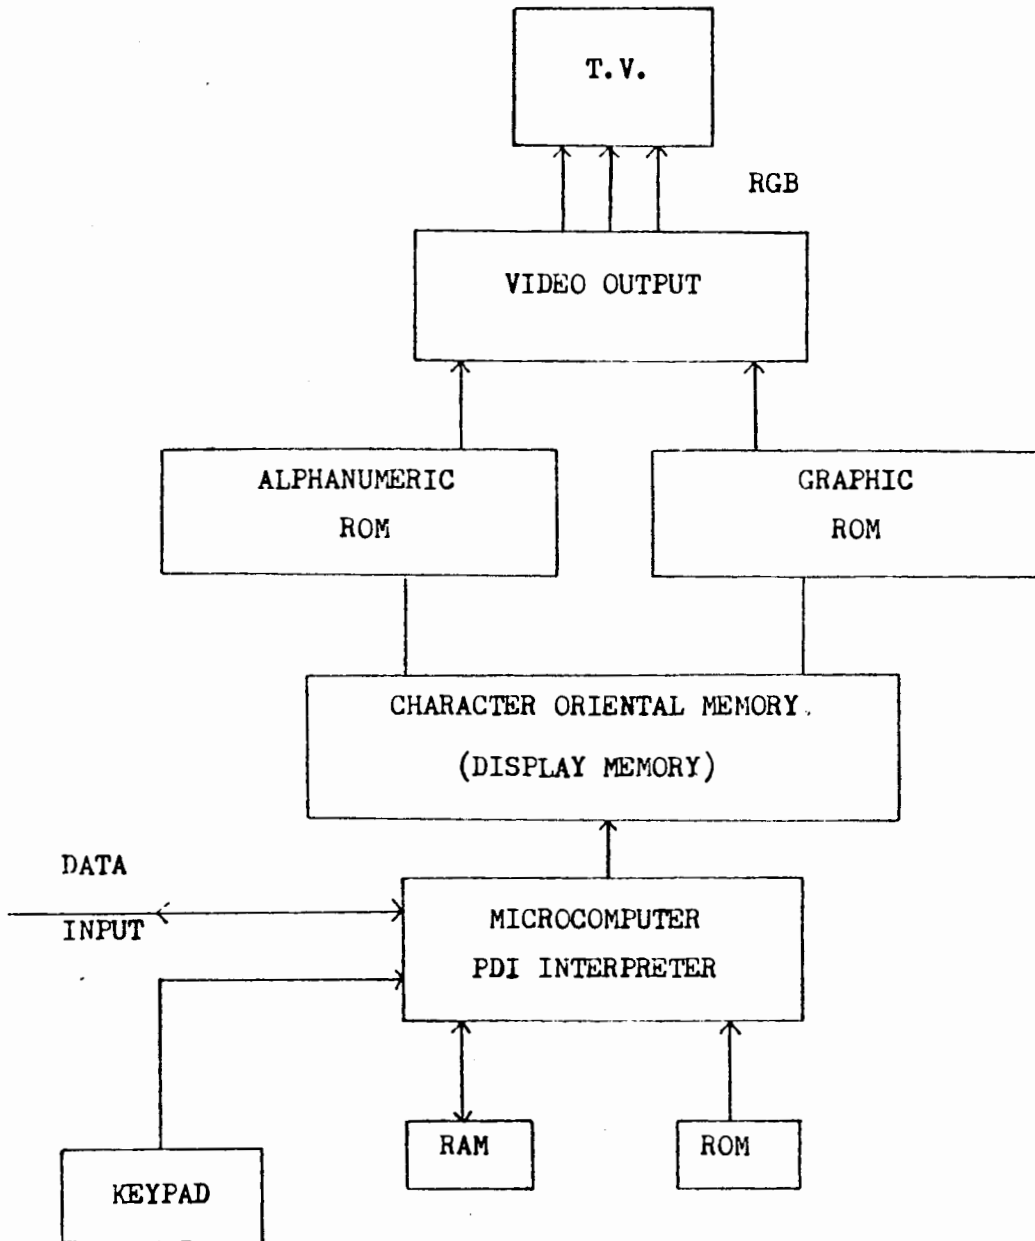 T.V.
RGB
VIDEO OUTPUT
ALPHANUMERIC
ROM
GRAPHIC
ROM
CHARACTER ORIENTAL MEMORY.
(DISPLAY MEMORY)
DATA
INPUT
MICROCOMPUTER
PDI INTERPRETER
RAM
ROM
KEYPAD